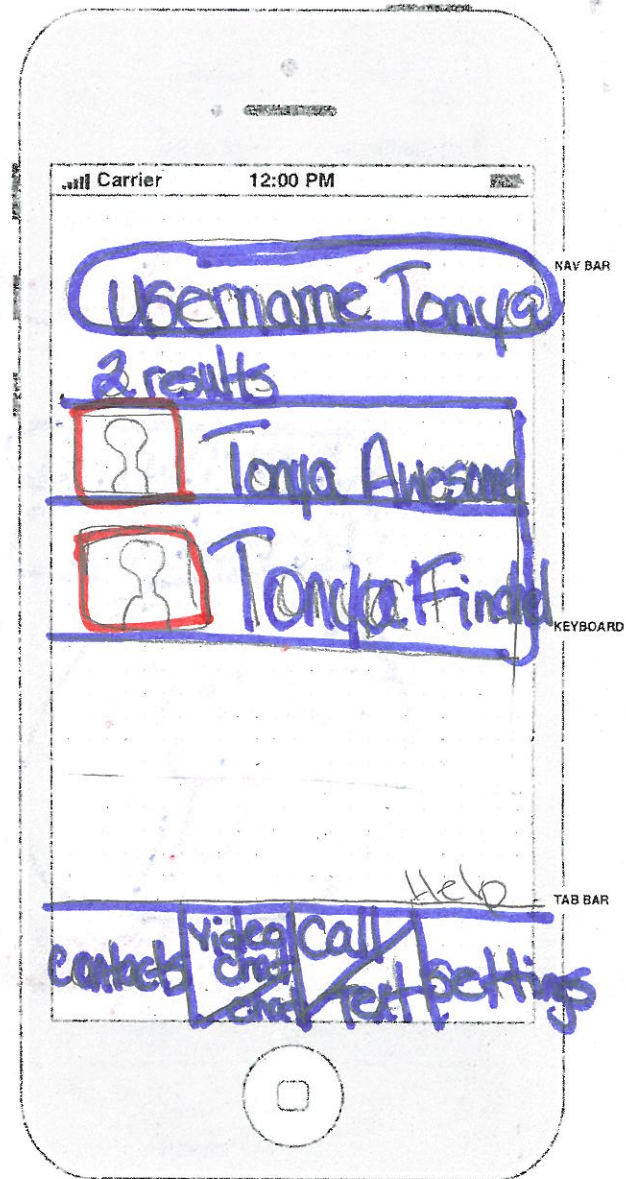 Carrier 12:00 PM
NAV BAR
Username Tonya
2 results
Tonya Awesome
Tonya
KEYBOARD
Help
TAB BAR
contacts
video chat
chat
Call
Text
Settings